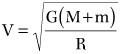 V = √(G(M+m)/R)